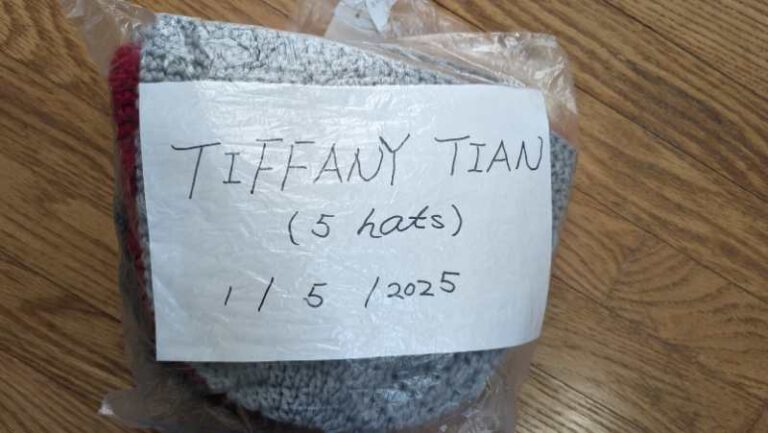 TIFFANY TIAN
(5 hats)
1 / 5 / 2025